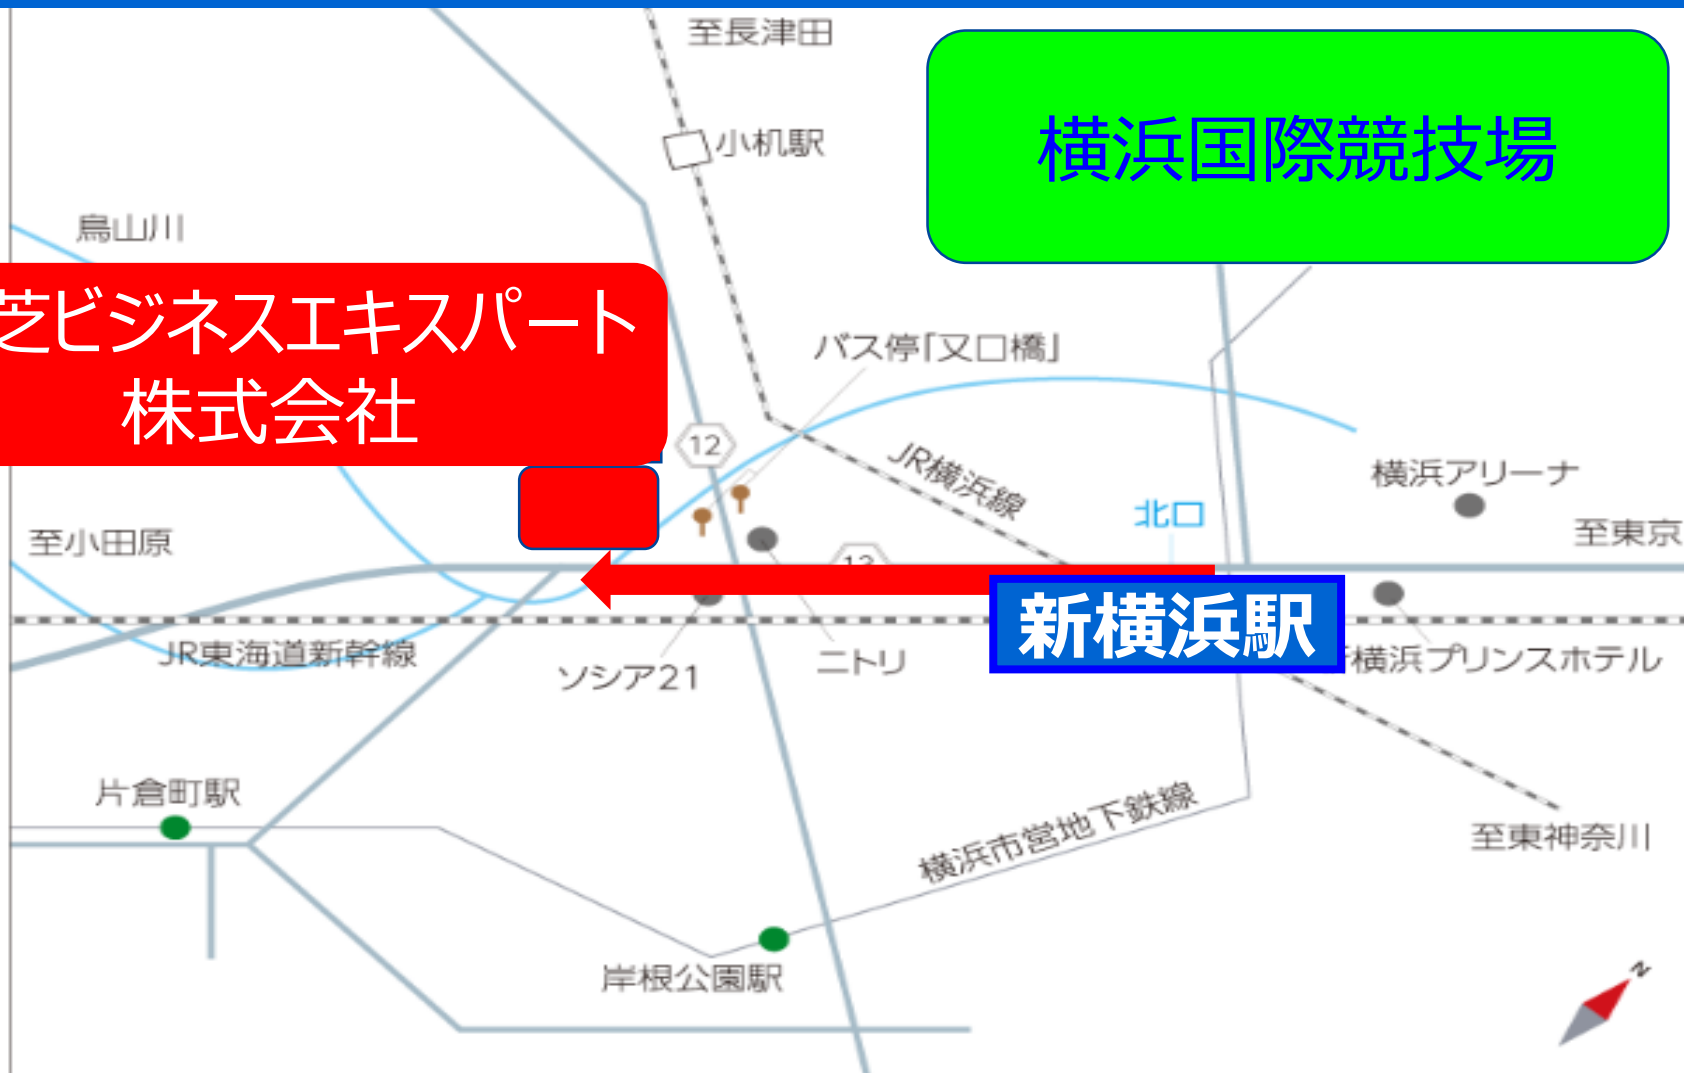 至長津田
横浜国際競技場
小机駅
鳥山川
芝ビジネスエキスパート
株式会社
バス停「又口橋」
12
JR横浜線
横浜アリーナ
北口
至東京
至小田原
12
新横浜駅
JR東海道新幹線
ソシア21
ニトリ
横浜プリンスホテル
片倉町駅
横浜市営地下鉄線
至東神奈川
岸根公園駅
N